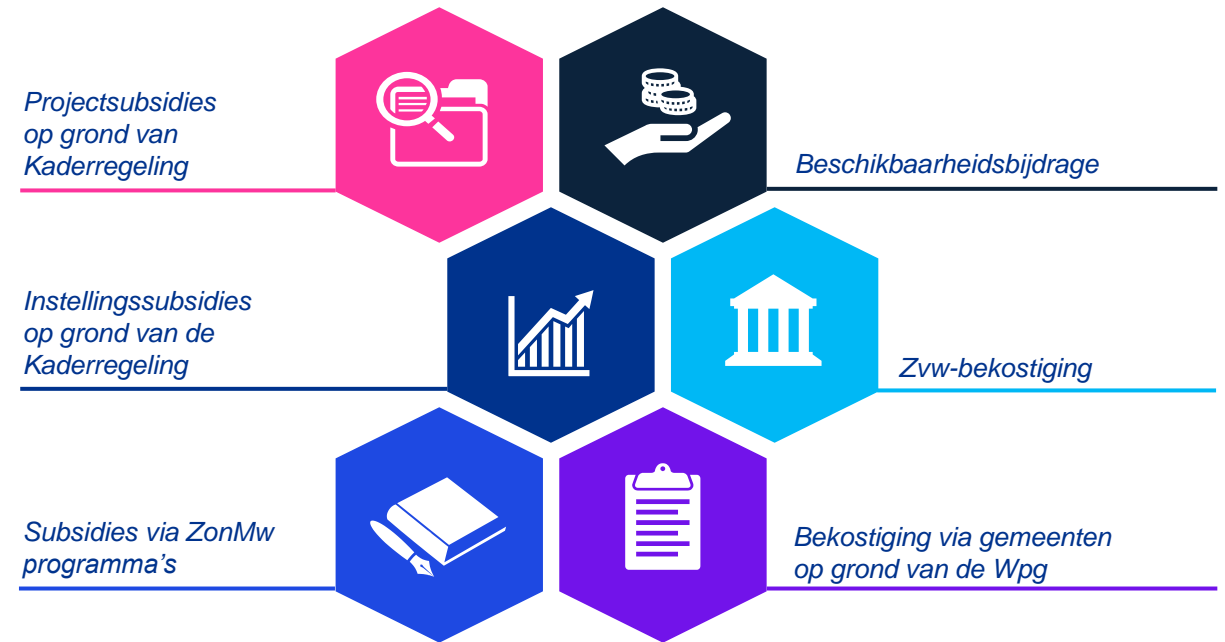 Projectsubsidies
op grond van
Kaderregeling
Beschikbaarheidsbijdrage
Instellingssubsidies
op grond van de
Kaderregeling
Zvw-bekostiging
Subsidies via ZonMw
programma's
Bekostiging via gemeenten
op grond van de Wpg